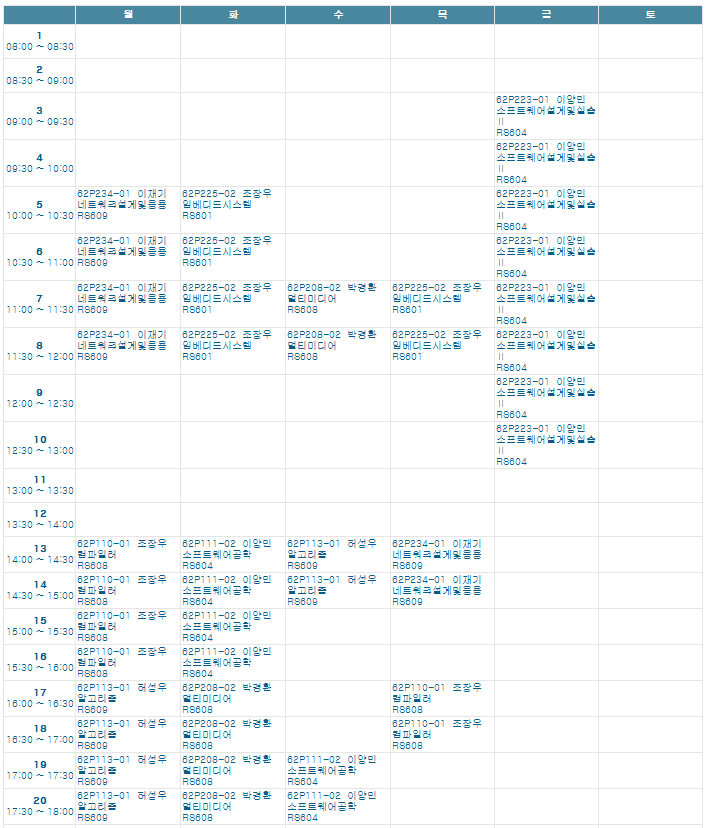 월 화 수 목 금 토
1
08:00 ~ 08:30
2
08:30 ~ 09:00
3
09:00 ~ 09:30
62P223-01 이양민
소프트웨어설계및실습
II
RS604
4
09:30 ~ 10:00
62P223-01 이양민
소프트웨어설계및실습
II
RS604
5
10:00 ~ 10:30
62P234-01 이재기
네트워크설계및응용
RS609
62P225-02 조장우
임베디드시스템
RS601
62P223-01 이양민
소프트웨어설계및실습
II
RS604
6
10:30 ~ 11:00
62P234-01 이재기
네트워크설계및응용
RS609
62P225-02 조장우
임베디드시스템
RS601
62P223-01 이양민
소프트웨어설계및실습
II
RS604
7
11:00 ~ 11:30
62P234-01 이재기
네트워크설계및응용
RS609
62P225-02 조장우
임베디드시스템
RS601
62P208-02 박경환
멀티미디어
RS608
62P225-02 조장우
임베디드시스템
RS601
62P223-01 이양민
소프트웨어설계및실습
II
RS604
8
11:30 ~ 12:00
62P234-01 이재기
네트워크설계및응용
RS609
62P225-02 조장우
임베디드시스템
RS601
62P208-02 박경환
멀티미디어
RS608
62P225-02 조장우
임베디드시스템
RS601
62P223-01 이양민
소프트웨어설계및실습
II
RS604
9
12:00 ~ 12:30
62P223-01 이양민
소프트웨어설계및실습
II
RS604
10
12:30 ~ 13:00
62P223-01 이양민
소프트웨어설계및실습
II
RS604
11
13:00 ~ 13:30
12
13:30 ~ 14:00
13
14:00 ~ 14:30
62P110-01 조장우
컴파일러
RS608
62P111-02 이양민
소프트웨어공학
RS604
62P113-01 허성우
알고리즘
RS609
62P234-01 이재기
네트워크설계및응용
RS609
14
14:30 ~ 15:00
62P110-01 조장우
컴파일러
RS608
62P111-02 이양민
소프트웨어공학
RS604
62P113-01 허성우
알고리즘
RS609
62P234-01 이재기
네트워크설계및응용
RS609
15
15:00 ~ 15:30
62P110-01 조장우
컴파일러
RS608
62P111-02 이양민
소프트웨어공학
RS604
16
15:30 ~ 16:00
62P110-01 조장우
컴파일러
RS608
62P111-02 이양민
소프트웨어공학
RS604
17
16:00 ~ 16:30
62P113-01 허성우
알고리즘
RS609
62P208-02 박경환
멀티미디어
RS608
62P110-01 조장우
컴파일러
RS608
18
16:30 ~ 17:00
62P113-01 허성우
알고리즘
RS609
62P208-02 박경환
멀티미디어
RS608
62P110-01 조장우
컴파일러
RS608
19
17:00 ~ 17:30
62P113-01 허성우
알고리즘
RS609
62P208-02 박경환
멀티미디어
RS608
62P111-02 이양민
소프트웨어공학
RS604
20
17:30 ~ 18:00
62P113-01 허성우
알고리즘
RS609
62P208-02 박경환
멀티미디어
RS608
62P111-02 이양민
소프트웨어공학
RS604